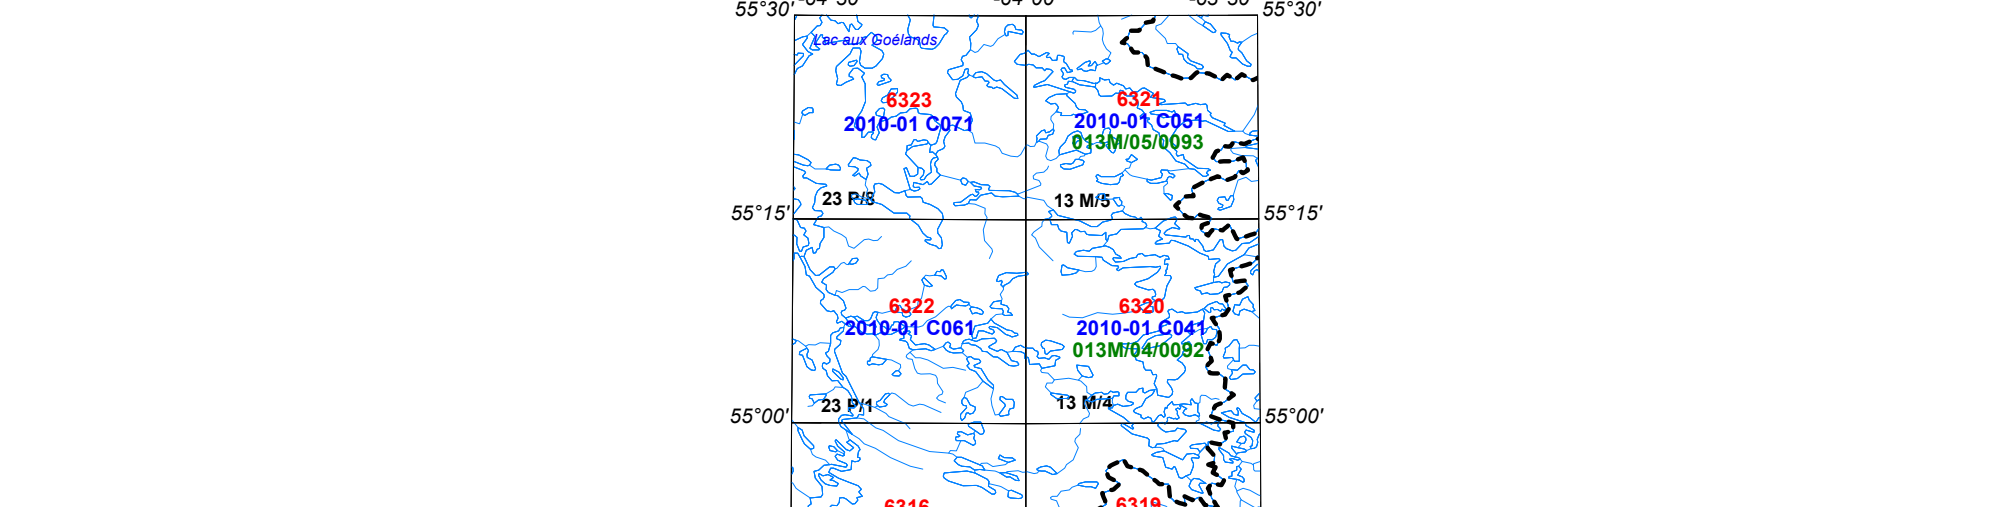 55°30' 55°30'
Lac aux Goélands
6323
2010-01 C071
6321
2010-01 C051
013M/05/0093
23 P/8
13 M/5
55°15' 55°15'
6322
2010-01 C061
6320
2010-01 C041
013M/04/0092
23 P/1
13 M/4
55°00' 55°00'
6316
6319